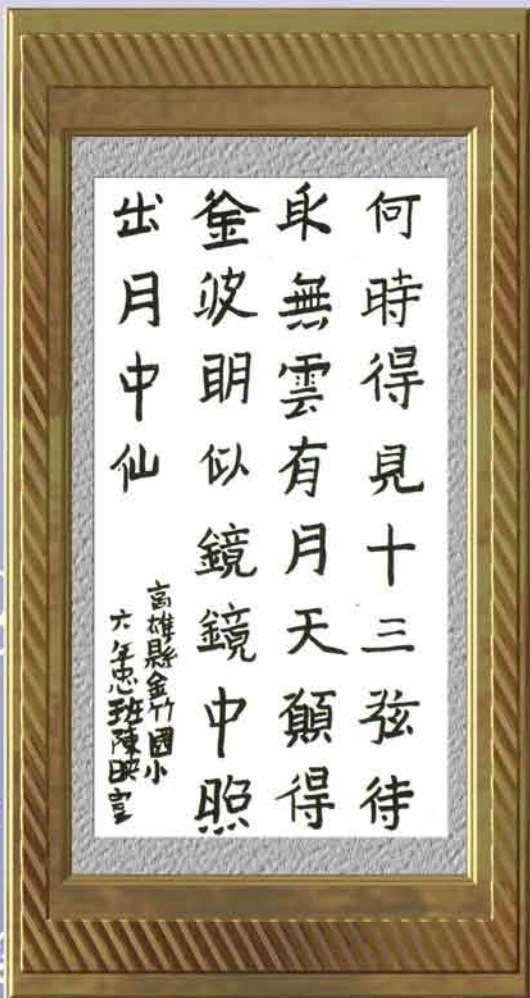 何時得見十三弦待
取無雲有月天願得
金波明似鏡鏡中照
出月中仙
高雄縣金竹國小
六年忠班陳映萱